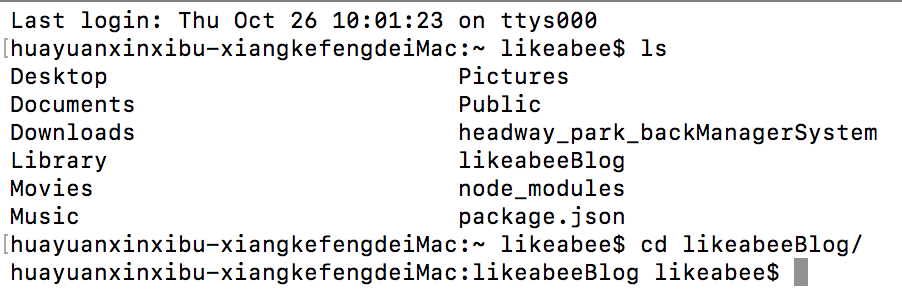 Last login: Thu Oct 26 10:01:23 on ttys000
[huayuanxinxibu-xiangkefengdeiMac:~ likeabee$ ls
Desktop                         Pictures
Documents                       Public
Downloads                       headway_park_backManagerSystem
Library                         likeabeeBlog
Movies                          node_modules
Music                           package.json
[huayuanxinxibu-xiangkefengdeiMac:~ likeabee$ cd likeabeeBlog/
huayuanxinxibu-xiangkefengdeiMac:likeabeeBlog likeabee$